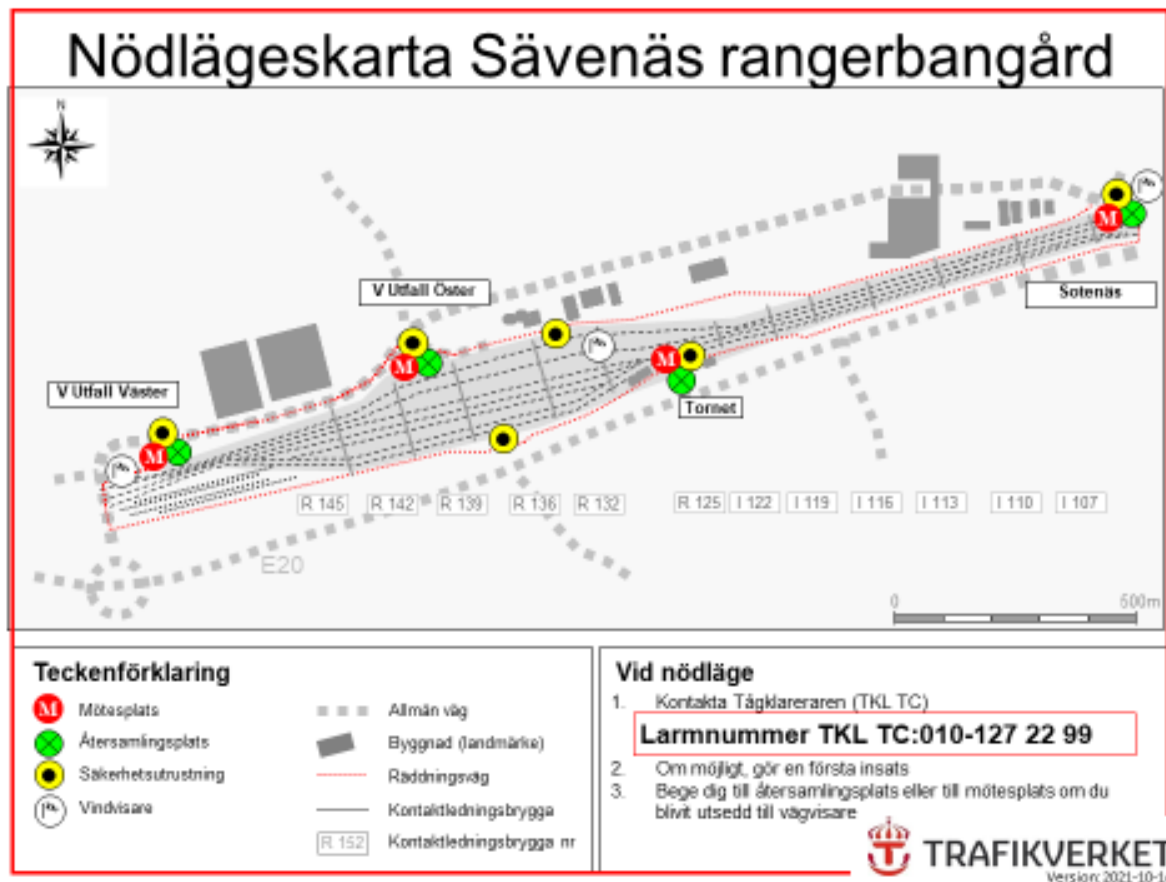 Nödlägeskarta Sävenäs rangerbangård
N
V Utfall Öster
Sotenäs
V Utfall Väster
M
M
M
M
Tornet
R 145
R 142
R 139
R 136
R 132
R 125
I 122
I 119
I 116
I 113
I 110
I 107
E20
0
500m
Teckenförklaring
M Mötesplats
Återsamlingsplats
Säkerhetsutrustning
Vindvisare
Allmän väg
Byggnad (landmärke)
Räddningsväg
Kontaktledningsbrygga
R 152 Kontaktledningsbrygga nr
Vid nödläge
1. Kontakta Tågklareraren (TKL TC)
Larmnummer TKL TC:010-127 22 99
2. Om möjligt, gör en första insats
3. Bege dig till återsamlingsplats eller till mötesplats om du
blivit utsedd till vägvisare
TRAFIKVERKET